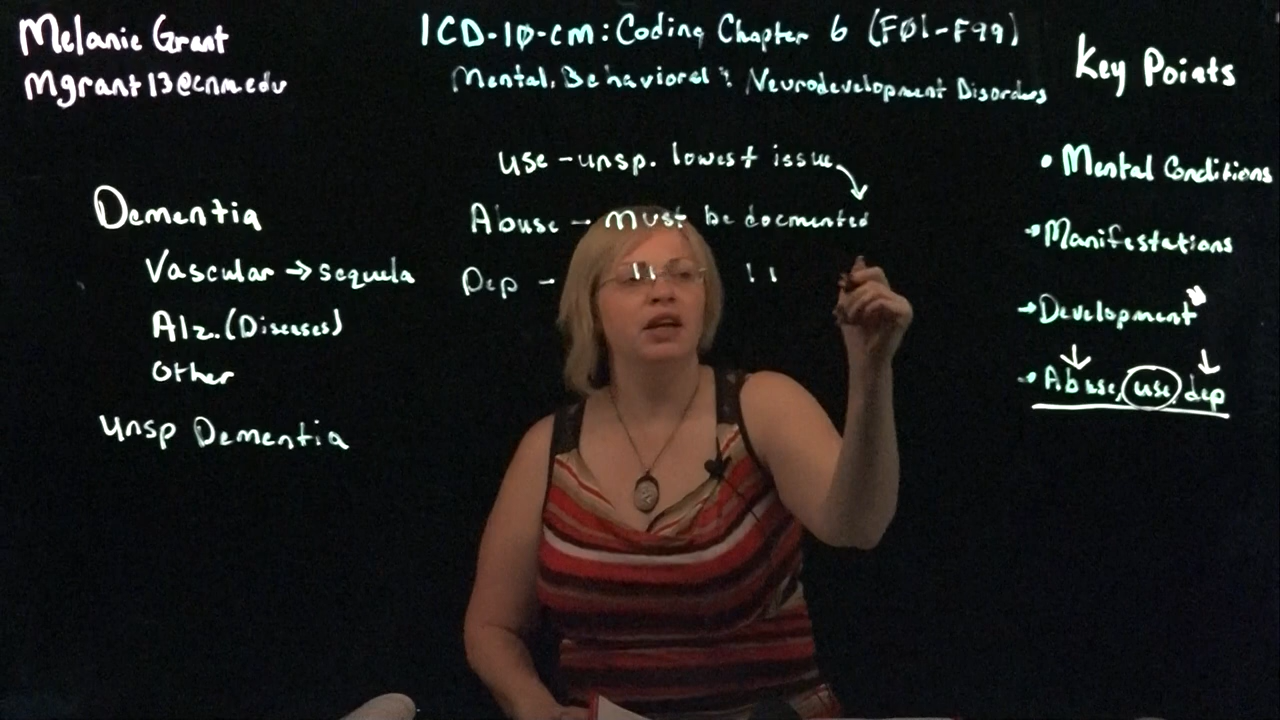 Melanie Grant
Mgrant13@cnm.edu
ICD-10-cm: Coding Chapter 6 (F01-F99)
Mental, Behavioral & Neurodevelopment Disorders
Key Points
• Mental Conditions
→ Manifestations
→ Development
→ Abuse, use, dep
use - unsp. lowest issue
Abuse - must be docmented
Dep - " "
Dementia
Vascular → sequela
Alz. (Diseases)
Other
Unsp Dementia